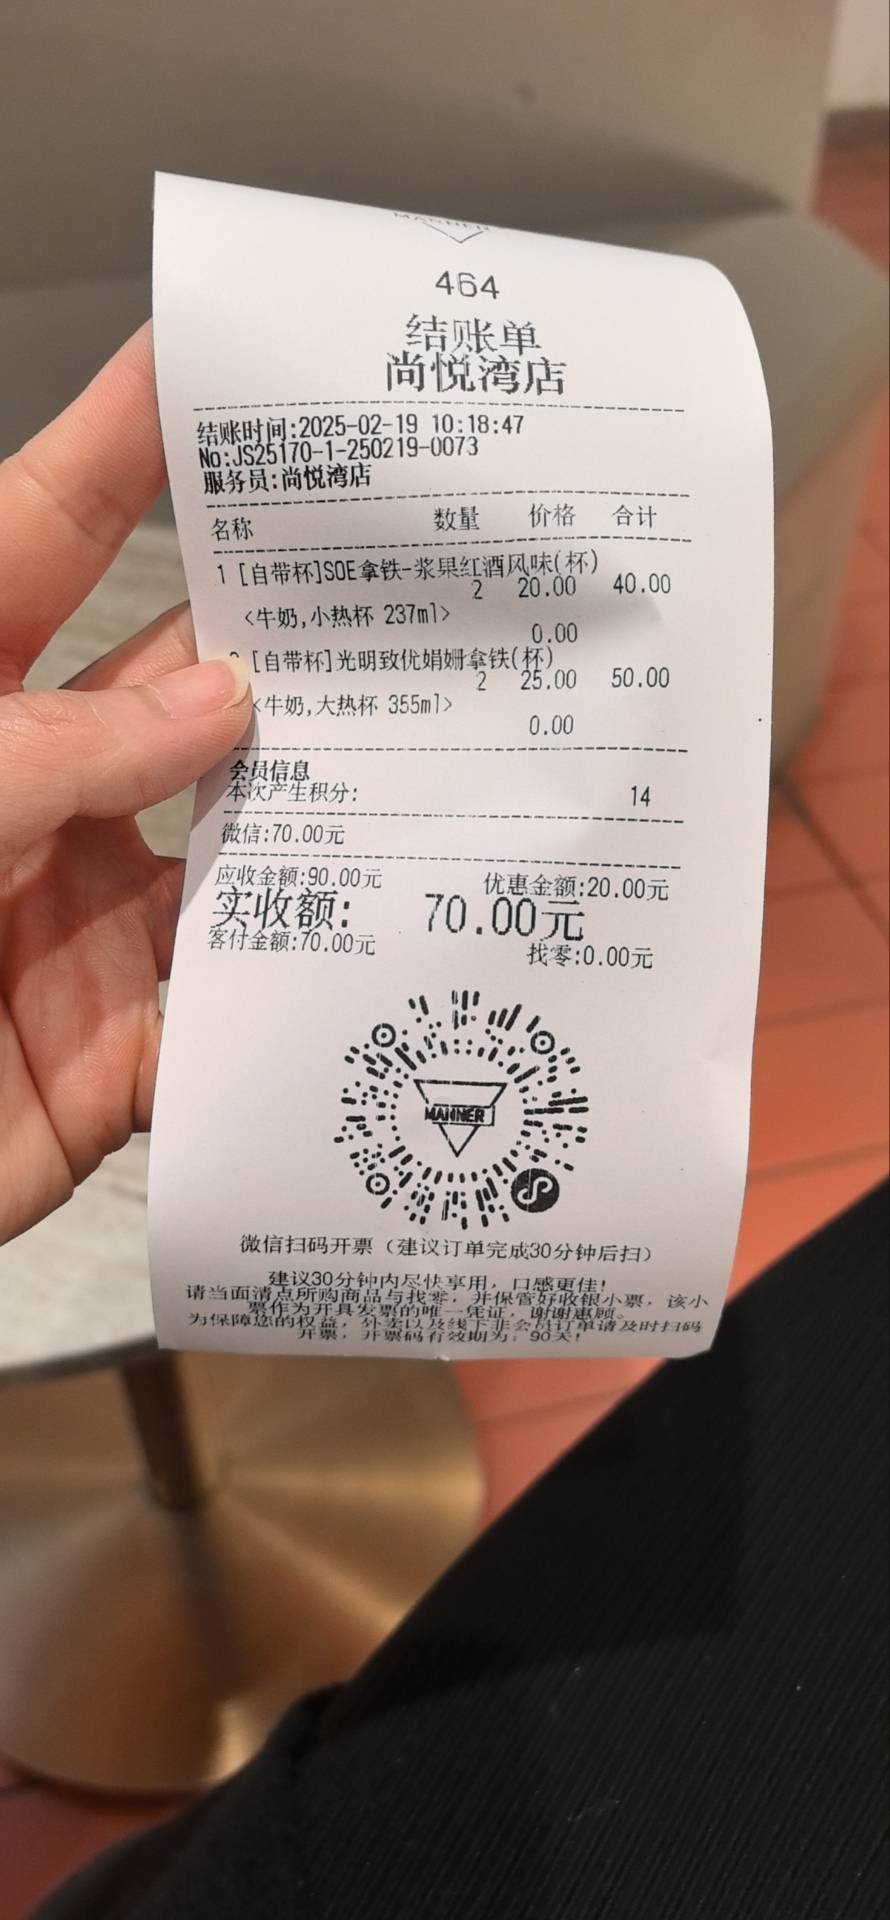 MANNER
464
结账单
尚悦湾店
结账时间:2025-02-19 10:18:47
No:JS25170-1-250219-0073
服务员:尚悦湾店
名称 数量 价格 合计
1 [自带杯]SOE拿铁-浆果红酒风味(杯)
2 20.00 40.00
<牛奶,小热杯 237ml>
0.00
[自带杯]光明致优娟姗拿铁(杯)
2 25.00 50.00
<牛奶,大热杯 355ml>
0.00
会员信息
本次产生积分: 14
微信:70.00元
应收金额:90.00元 优惠金额:20.00元
实收额: 70.00元
客付金额:70.00元 找零:0.00元
MANNER
微信扫码开票（建议订单完成30分钟后扫）
建议30分钟内尽快享用，口感更佳!
请当面清点所购商品与找零，并保管好收银小票，该小
票作为开具发票的唯一凭证，谢谢惠顾。
为保障您的权益，外卖以及线下非会员订单请及时扫码
开票，开票码有效期为：90天!